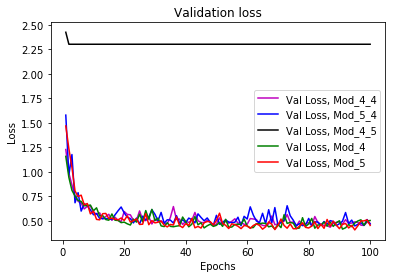 Validation loss
2.50
2.25
2.00
1.75
1.50
1.25
1.00
0.75
0.50
Loss
Val Loss, Mod_4_4
Val Loss, Mod_5_4
Val Loss, Mod_4_5
Val Loss, Mod_4
Val Loss, Mod_5
0 20 40 60 80 100
Epochs